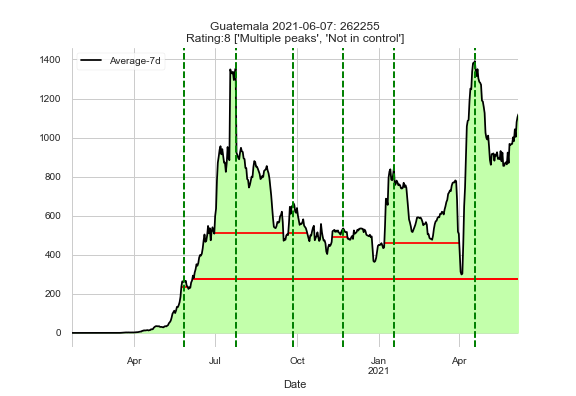 Guatemala 2021-06-07: 262255
Rating:8 ['Multiple peaks', 'Not in control']
Average-7d
1400
1200
1000
800
600
400
200
0
Apr
Jul
Oct
Jan
2021
Apr
Date